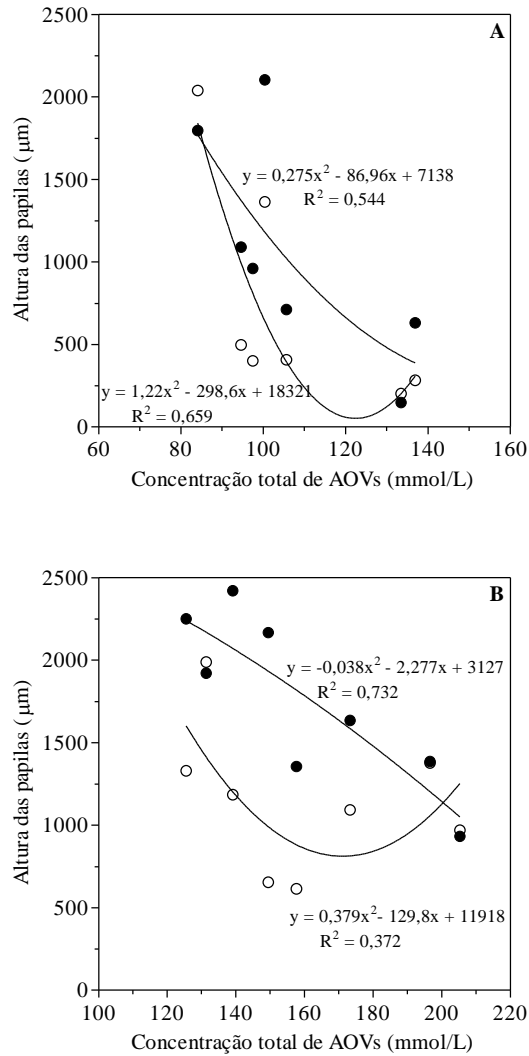 A
2500
2000
1500
1000
500
0
Altura das papilas ( μm)
y = 0,275x² - 86,96x + 7138
R² = 0,544
y = 1,22x² - 298,6x + 18321
R² = 0,659
60 80 100 120 140 160
Concentração total de AOVs (mmol/L)
B
2500
2000
1500
1000
500
0
Altura das papilas ( μm)
y = -0,038x² - 2,277x + 3127
R² = 0,732
y = 0,379x²- 129,8x + 11918
R² = 0,372
100 120 140 160 180 200 220
Concentração total de AOVs (mmol/L)